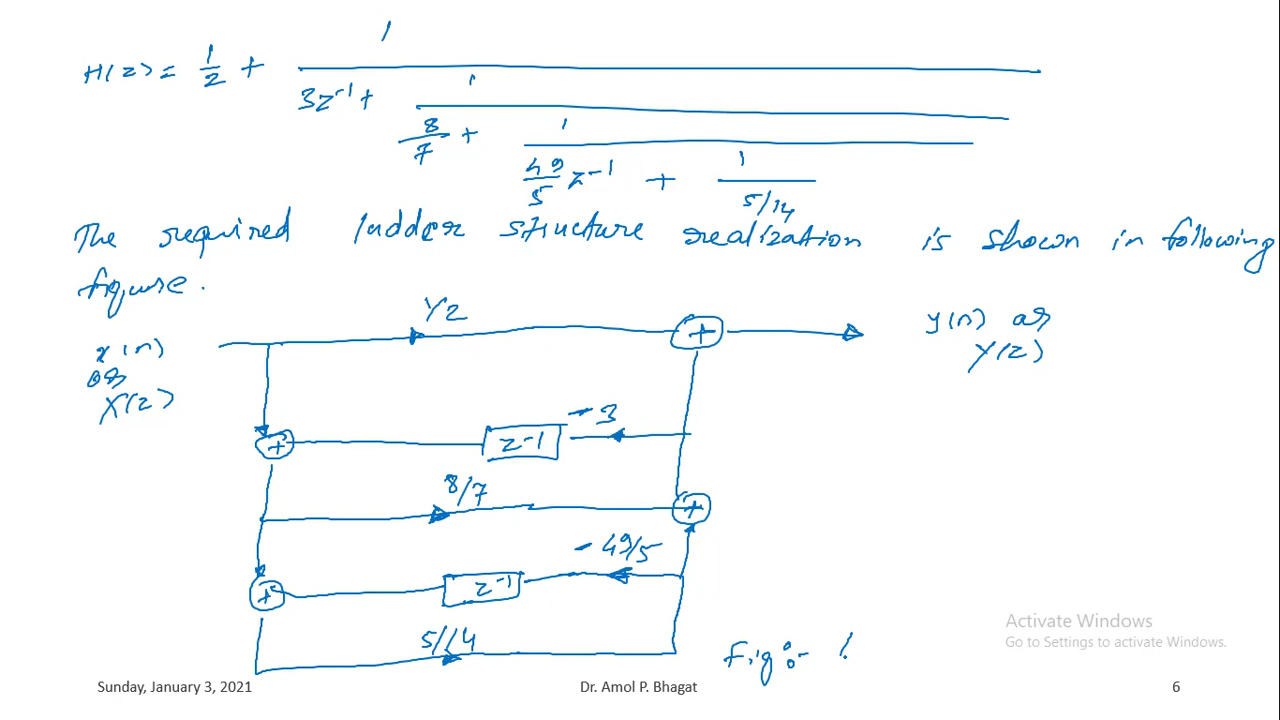 H(z) = 1/2 + 1
3z^-1 + 1
8/7 + 1
49/5 z^-1 + 1
5/14
The required ladder structure realization is shown in following
figure.
1/2
x(n)
or
X(z)
+
y(n) or
Y(z)
+
z-1
- 3
8/7
+
- 49/5
+
z^-1
5/14
Fig :- 1
Activate Windows
Go to Settings to activate Windows.
Sunday, January 3, 2021
Dr. Amol P. Bhagat
6